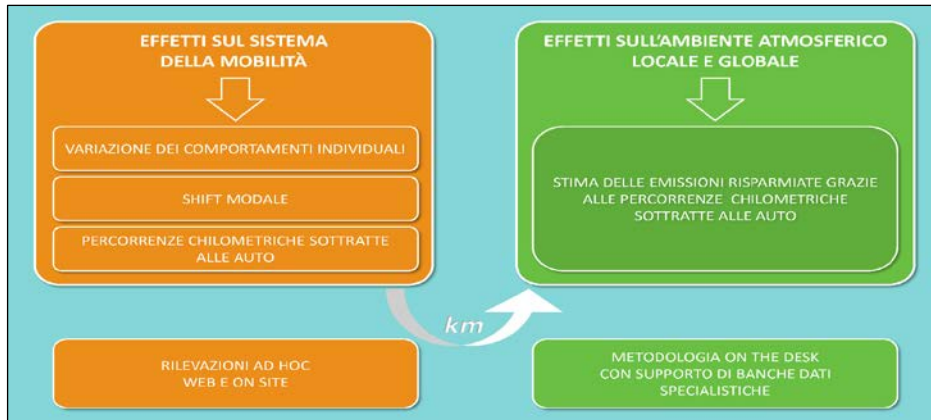 EFFETTI SUL SISTEMA
DELLA MOBILITÀ
VARIAZIONE DEI COMPORTAMENTI INDIVIDUALI
SHIFT MODALE
PERCORRENZE CHILOMETRICHE SOTTRATTE
ALLE AUTO
EFFETTI SULL'AMBIENTE ATMOSFERICO
LOCALE E GLOBALE
STIMA DELLE EMISSIONI RISPARMIATE GRAZIE
ALLE PERCORRENZE CHILOMETRICHE
SOTTRATTE ALLE AUTO
km
RILEVAZIONI AD HOC
WEB E ON SITE
METODOLOGIA ON THE DESK
CON SUPPORTO DI BANCHE DATI
SPECIALISTICHE